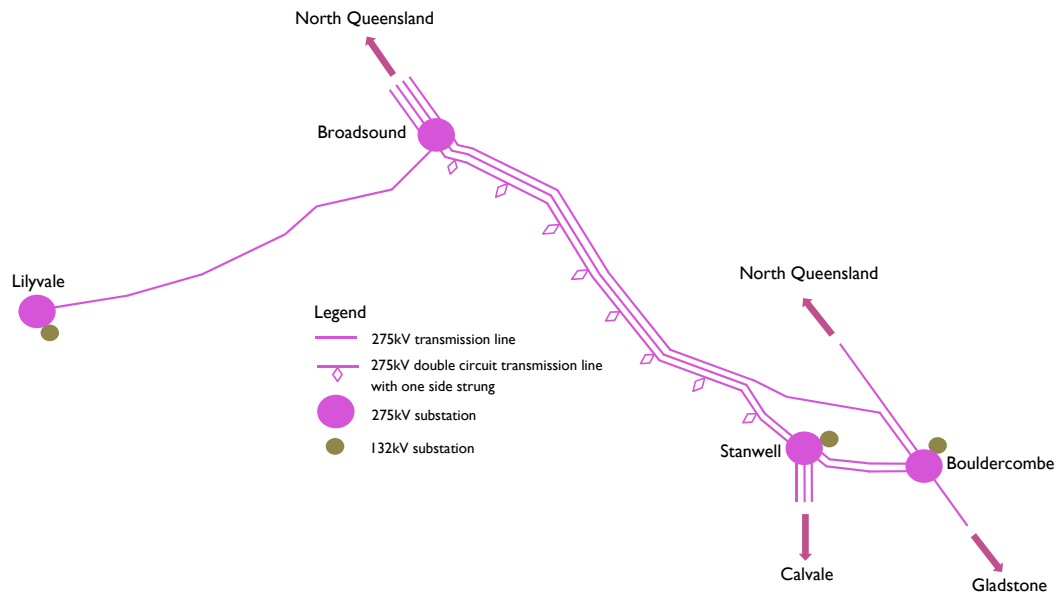 North Queensland
Broadsound
Lilyvale
North Queensland
Legend
275kV transmission line
275kV double circuit transmission line
with one side strung
275kV substation
132kV substation
Stanwell
Bouldercombe
Calvale
Gladstone